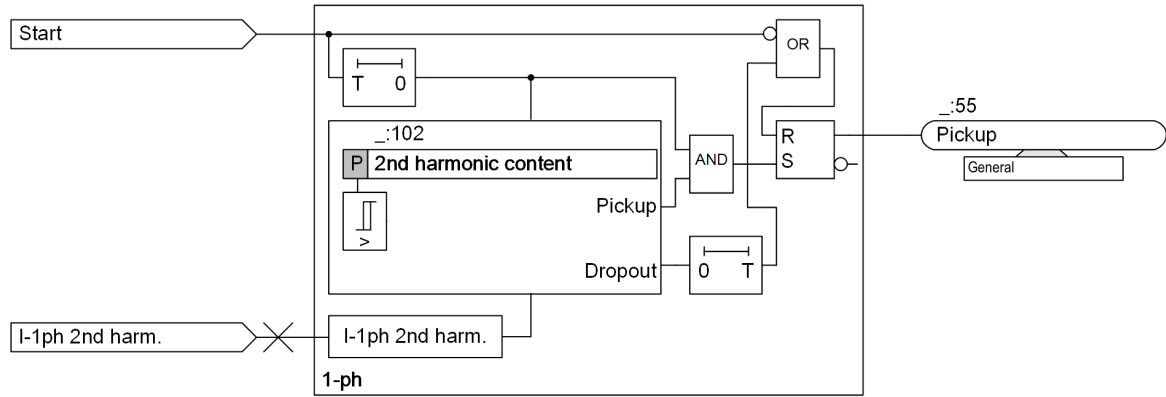 Start
OR
T 0
_:102
P 2nd harmonic content
>
Pickup
Dropout
AND
R
S
0 T
_:55
Pickup
General
I-1ph 2nd harm.
I-1ph 2nd harm.
1-ph